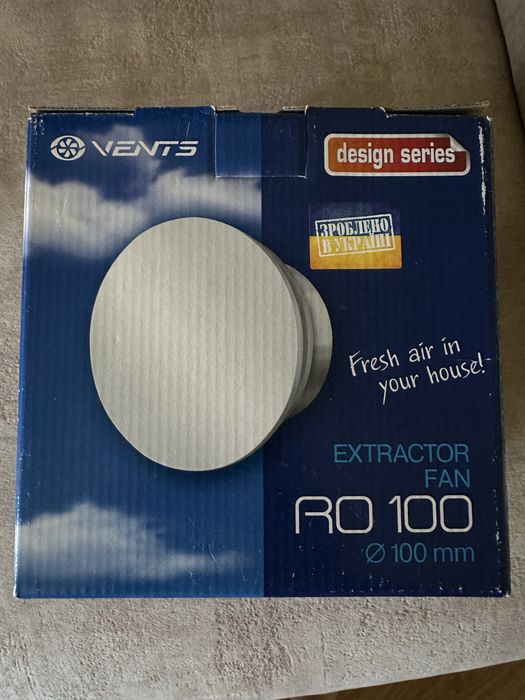 VENTS
design series
ЗРОБЛЕНО
В УКРАЇНІ
Fresh air in
your house!
EXTRACTOR
FAN
RO 100
Ø 100 mm